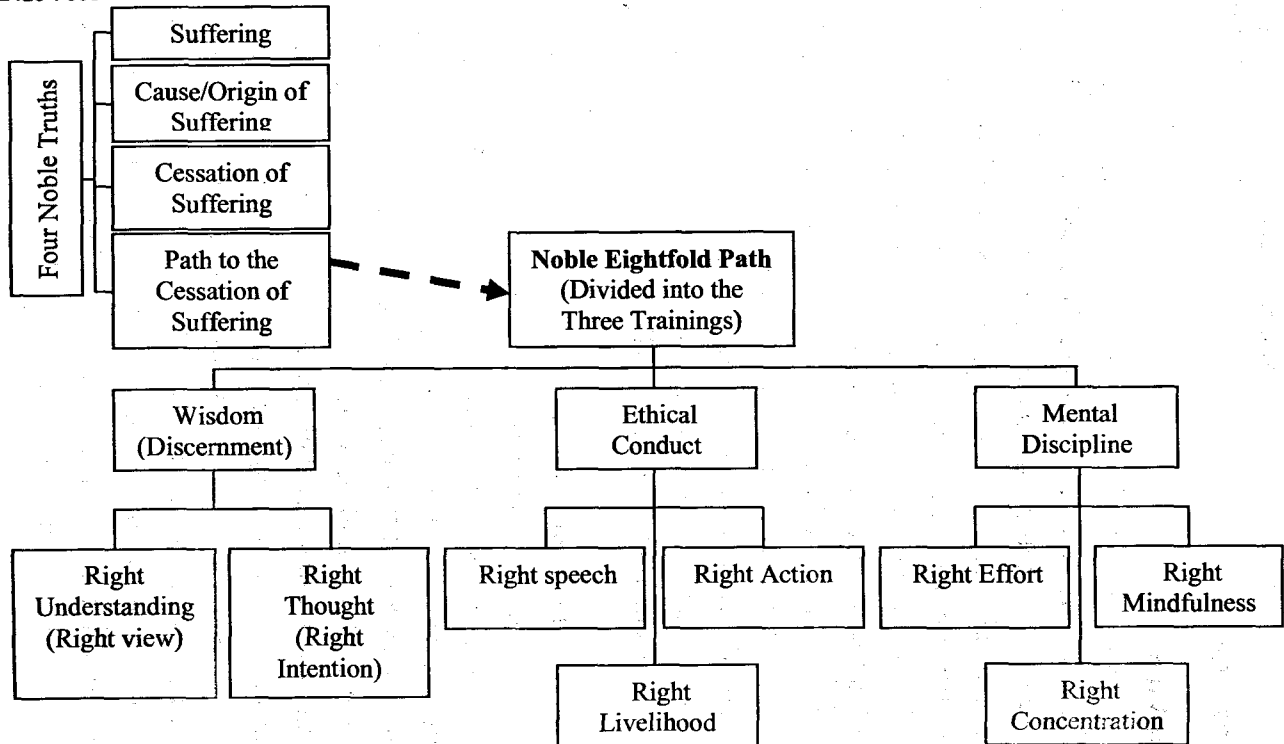 Four Noble Truths
Suffering
Cause/Origin of
Suffering
Cessation of
Suffering
Path to the
Cessation of
Suffering
Noble Eightfold Path
(Divided into the
Three Trainings)
Wisdom
(Discernment)
Ethical
Conduct
Mental
Discipline
Right
Understanding
(Right view)
Right
Thought
(Right
Intention)
Right speech
Right Action
Right
Livelihood
Right Effort
Right
Mindfulness
Right
Concentration